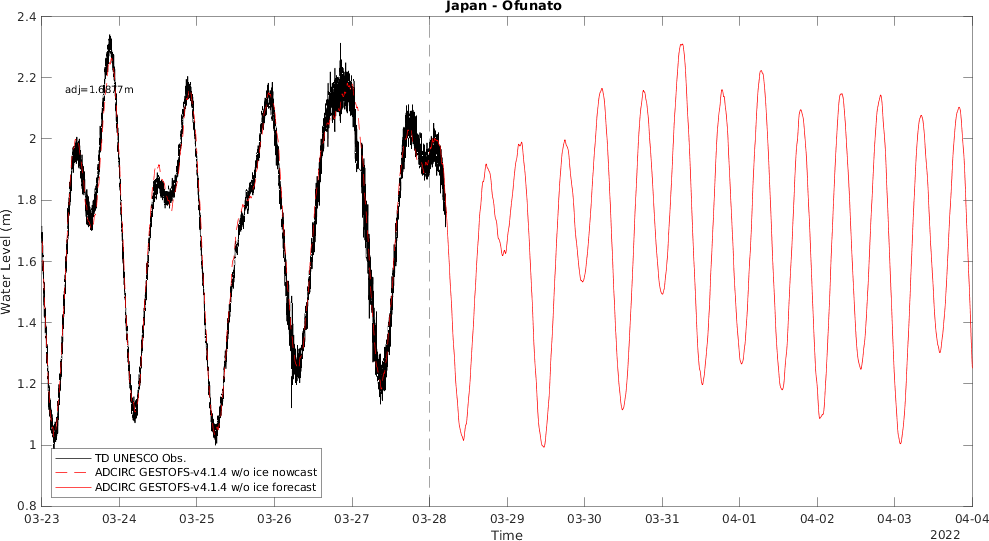 Japan - Ofunato
2.4
2.2
2
1.8
1.6
1.4
1.2
1
0.8
Water Level (m)
adj=1.6877m
TD UNESCO Obs.
ADCIRC GESTOFS-v4.1.4 w/o ice nowcast
ADCIRC GESTOFS-v4.1.4 w/o ice forecast
03-23 03-24 03-25 03-26 03-27 03-28 03-29 03-30 03-31 04-01 04-02 04-03 04-04
Time
2022